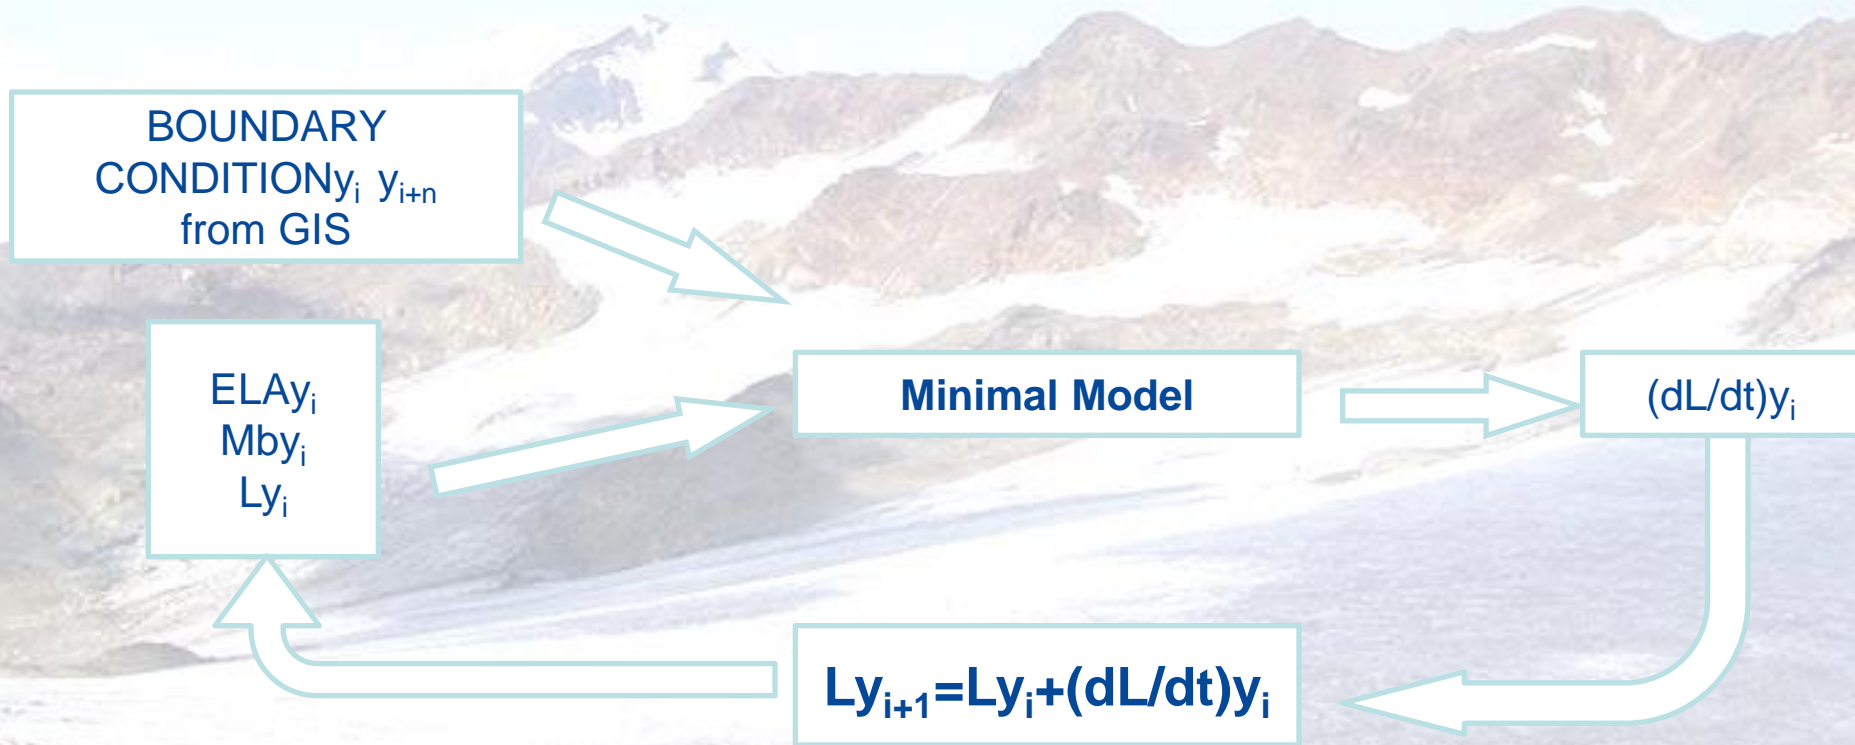 BOUNDARY
CONDITIONyᵢ yᵢ₊ₙ
from GIS
ELAyᵢ
Mbyᵢ
Lyᵢ
Minimal Model
(dL/dt)yᵢ
Lyᵢ₊₁=Lyᵢ+(dL/dt)yᵢ